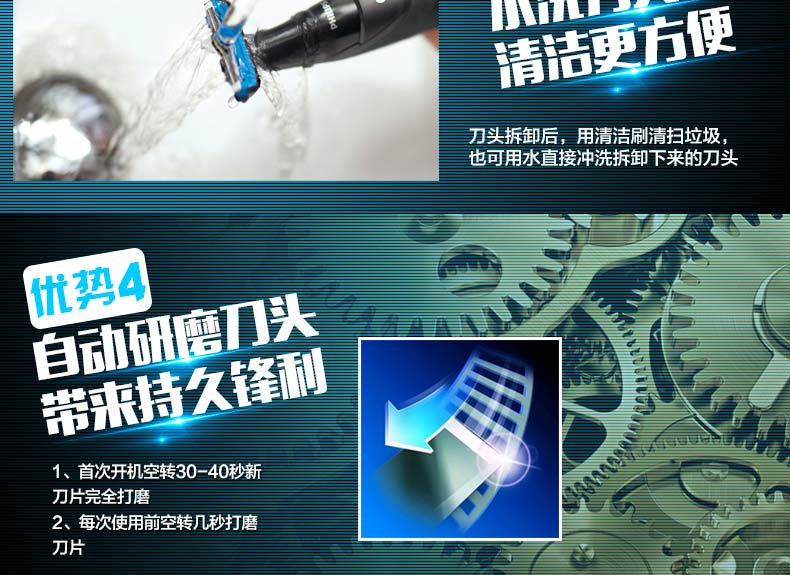 清洁更方便
刀头拆卸后，用清洁刷清扫垃圾，
也可用水直接冲洗拆卸下来的刀头
优势4
自动研磨刀头
带来持久锋利
1、首次开机空转30-40秒新
刀片完全打磨
2、每次使用前空转几秒打磨
刀片